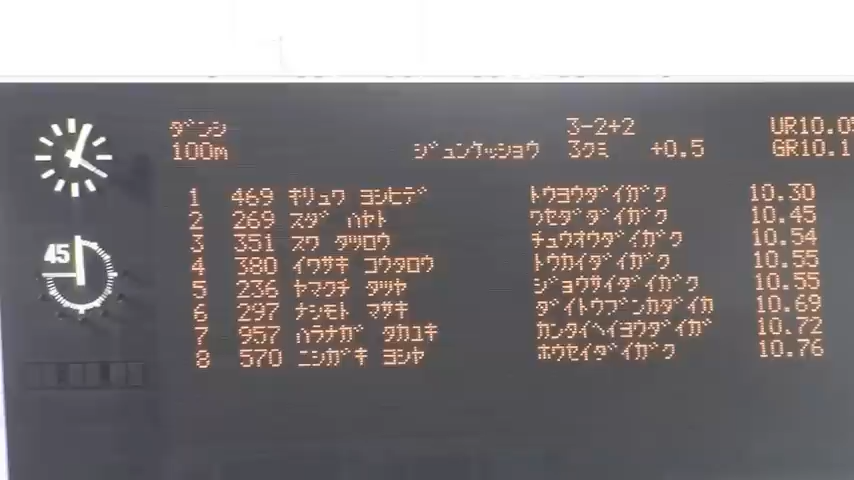 ダンシ 3-2+2 UR10.0
100m ジュンケッショウ 3クミ +0.5 GR10.1
1 469 キリュウ ヨシヒデ トウヨウダイガク 10.30
2 269 スダ ハヤト ワセダダイガク 10.45
3 351 スワ タツロウ チュウオウダイガク 10.54
4 380 イワサキ コウタロウ トウカイダイガク 10.55
5 236 ヤマクチ タツヤ ジョウサイダイガク 10.55
6 297 ナシモト マサキ ダイトウブンカダイカ 10.69
7 957 ハラナガ タカユキ カンタイヘイヨウダイガ 10.72
8 570 ニシガキ ヨシヤ ホウセイダイガク 10.76
45